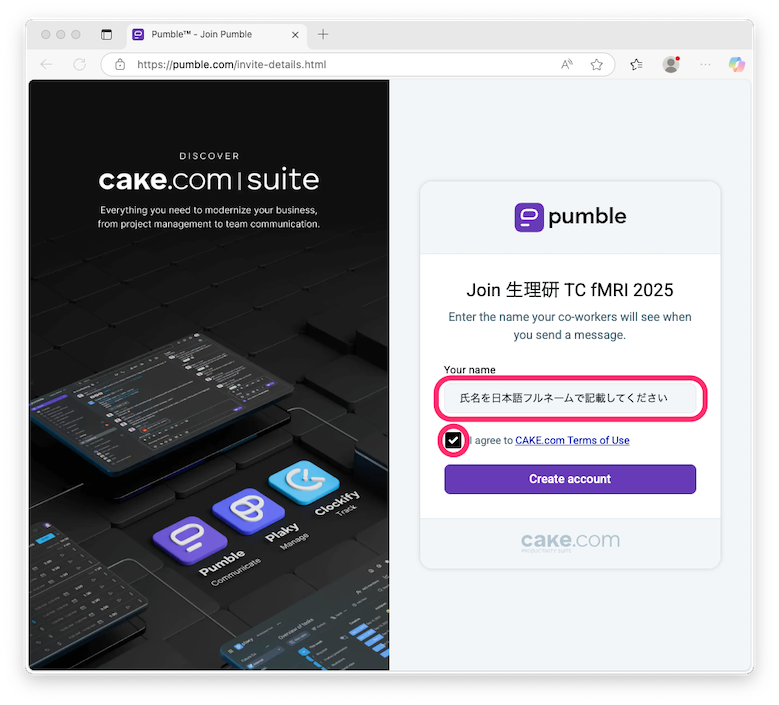 Pumble™ - Join Pumble
https://pumble.com/invite-details.html
DISCOVER
cake.com | suite
Everything you need to modernize your business,
from project management to team communication.
Pumble
Communicate
Plaky
Manage
Clockify
Track
pumble
Join 生理研 TC fMRI 2025
Enter the name your co-workers will see when
you send a message.
Your name
氏名を日本語フルネームで記載してください
I agree to CAKE.com Terms of Use
Create account
cake.com
PRODUCTIVITY SUITE